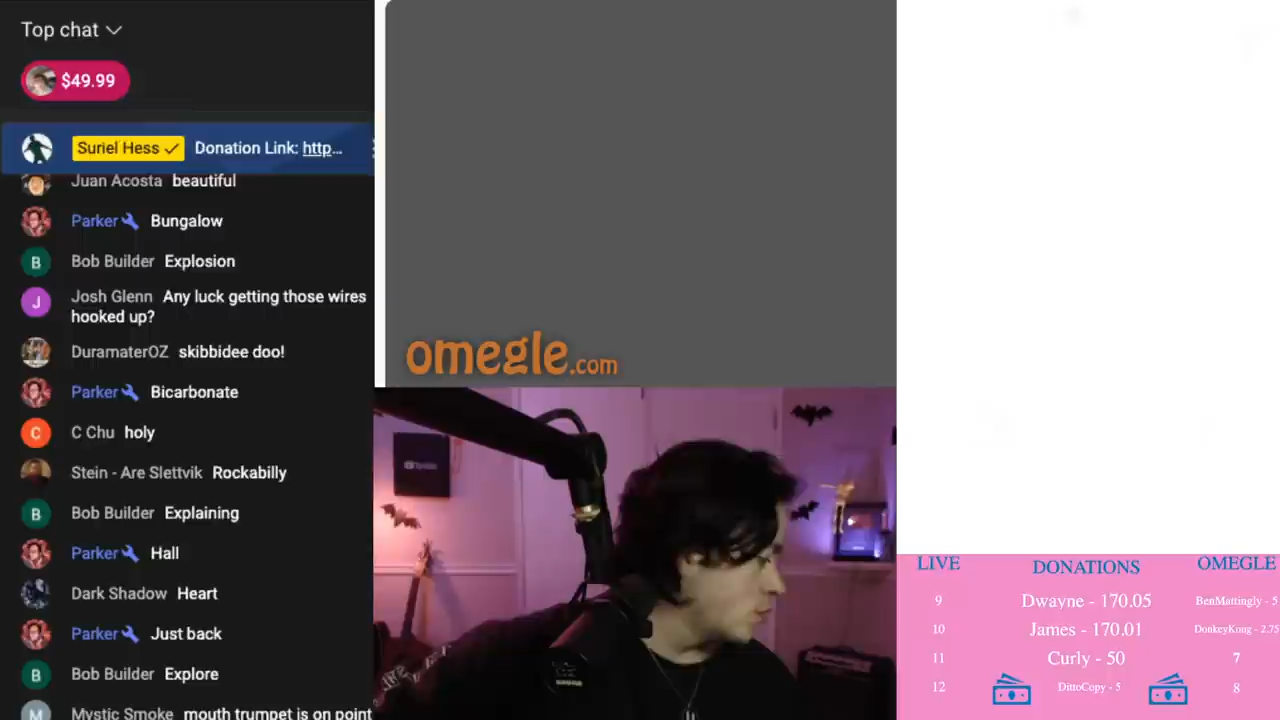 Top chat
$49.99
Suriel Hess Donation Link: http...
Juan Acosta beautiful
Parker Bungalow
Bob Builder Explosion
Josh Glenn Any luck getting those wires
hooked up?
DuramaterOZ skibbidee doo!
Parker Bicarbonate
C Chu holy
Stein - Are Slettvik Rockabilly
Bob Builder Explaining
Parker Hall
Dark Shadow Heart
Parker Just back
Bob Builder Explore
Mystic Smoke mouth trumpet is on point
B
J
C
B
B
M
omegle.com
LIVE DONATIONS OMEGLE
9 Dwayne - 170.05 BenMattingly - 5
10 James - 170.01 DonkeyKong - 2.75
11 Curly - 50 7
12 DittoCopy - 5 8